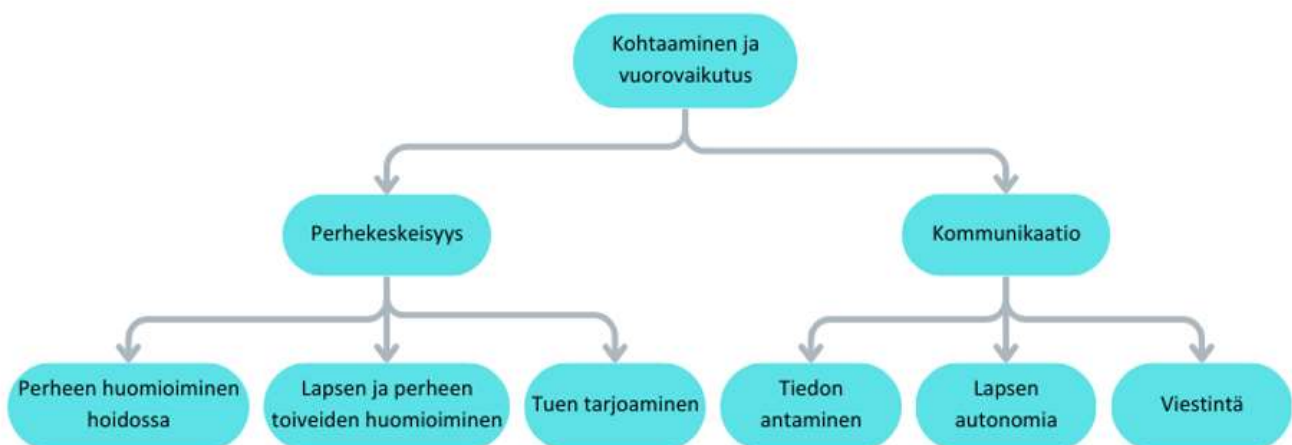 Kohtaaminen ja
vuorovaikutus
Perhekeskeisyys
Kommunikaatio
Perheen huomioiminen
hoidossa
Lapsen ja perheen
toiveiden huomioiminen
Tuen tarjoaminen
Tiedon
antaminen
Lapsen
autonomia
Viestintä